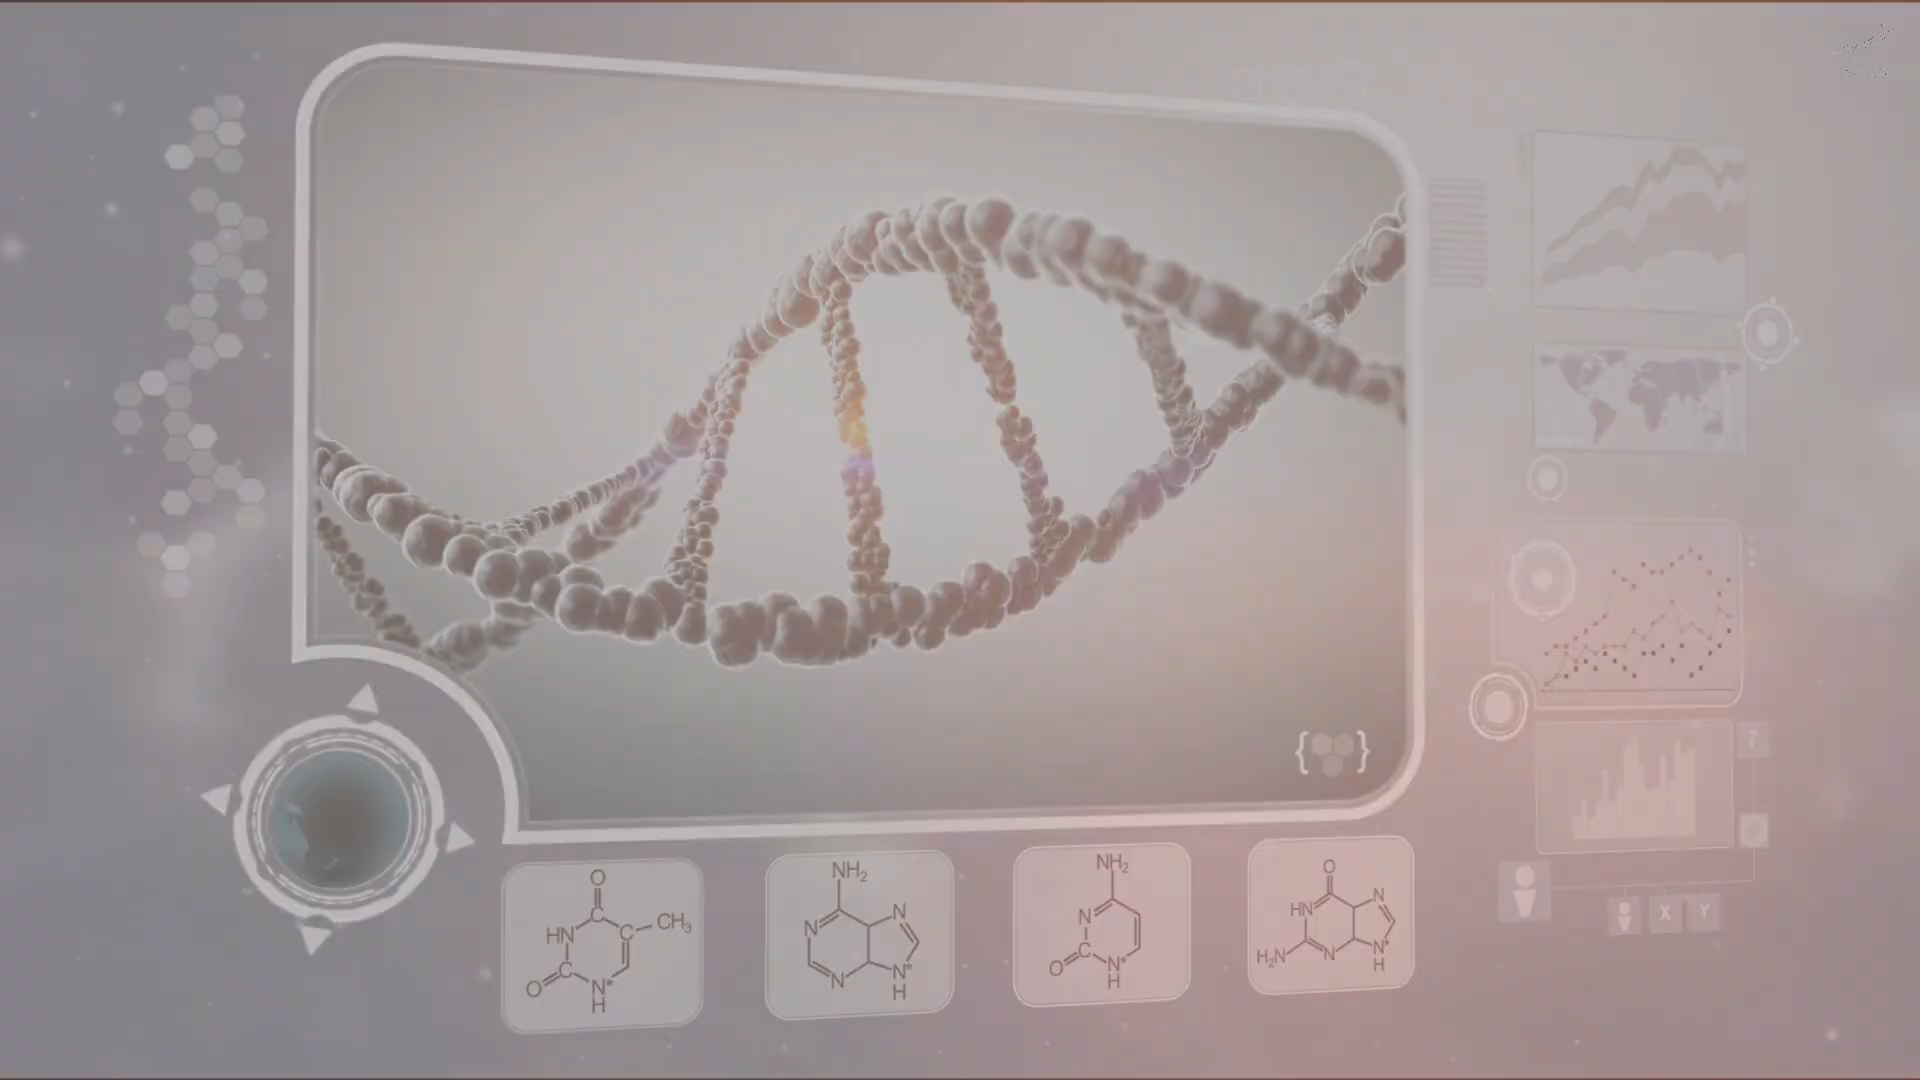 { }
?
X Y
O
C
HN C CH₃
C
O N*
H
NH₂
N N
N N*
H
NH₂
N
C
O N*
H
O
HN N
H₂N N N*
H